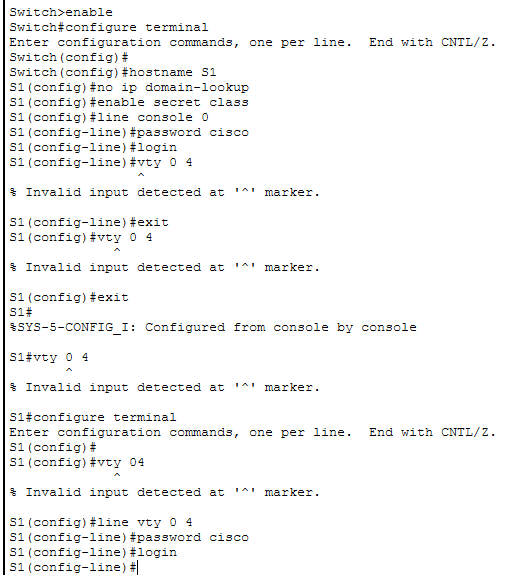 Switch>enable
Switch#configure terminal
Enter configuration commands, one per line.  End with CNTL/Z.
Switch(config)#
Switch(config)#hostname S1
S1(config)#no ip domain-lookup
S1(config)#enable secret class
S1(config)#line console 0
S1(config-line)#password cisco
S1(config-line)#login
S1(config-line)#vty 0 4
                 ^
% Invalid input detected at '^' marker.

S1(config-line)#exit
S1(config)#vty 0 4
              ^
% Invalid input detected at '^' marker.

S1(config)#exit
S1#
%SYS-5-CONFIG_I: Configured from console by console

S1#vty 0 4
       ^
% Invalid input detected at '^' marker.

S1#configure terminal
Enter configuration commands, one per line.  End with CNTL/Z.
S1(config)#
S1(config)#vty 04
              ^
% Invalid input detected at '^' marker.

S1(config)#line vty 0 4
S1(config-line)#password cisco
S1(config-line)#login
S1(config-line)#